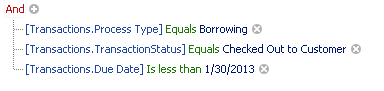 And
[Transactions.Process Type] Equals Borrowing
[Transactions.TransactionStatus] Equals Checked Out to Customer
[Transactions.Due Date] Is less than 1/30/2013